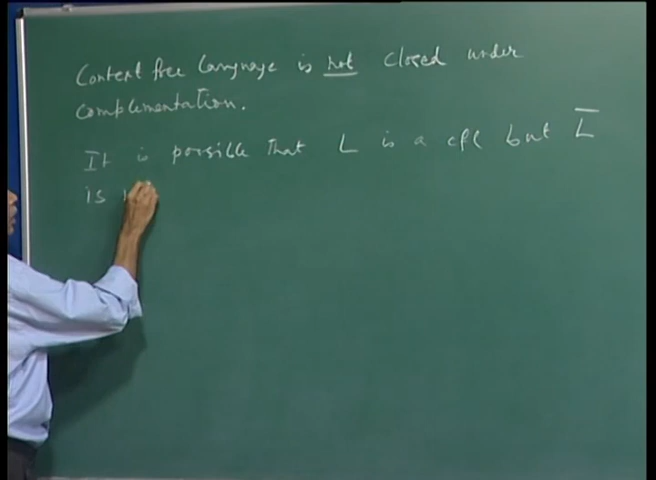 Context free language is not closed under
complementation.
It is possible that L is a cfl but L̅
is